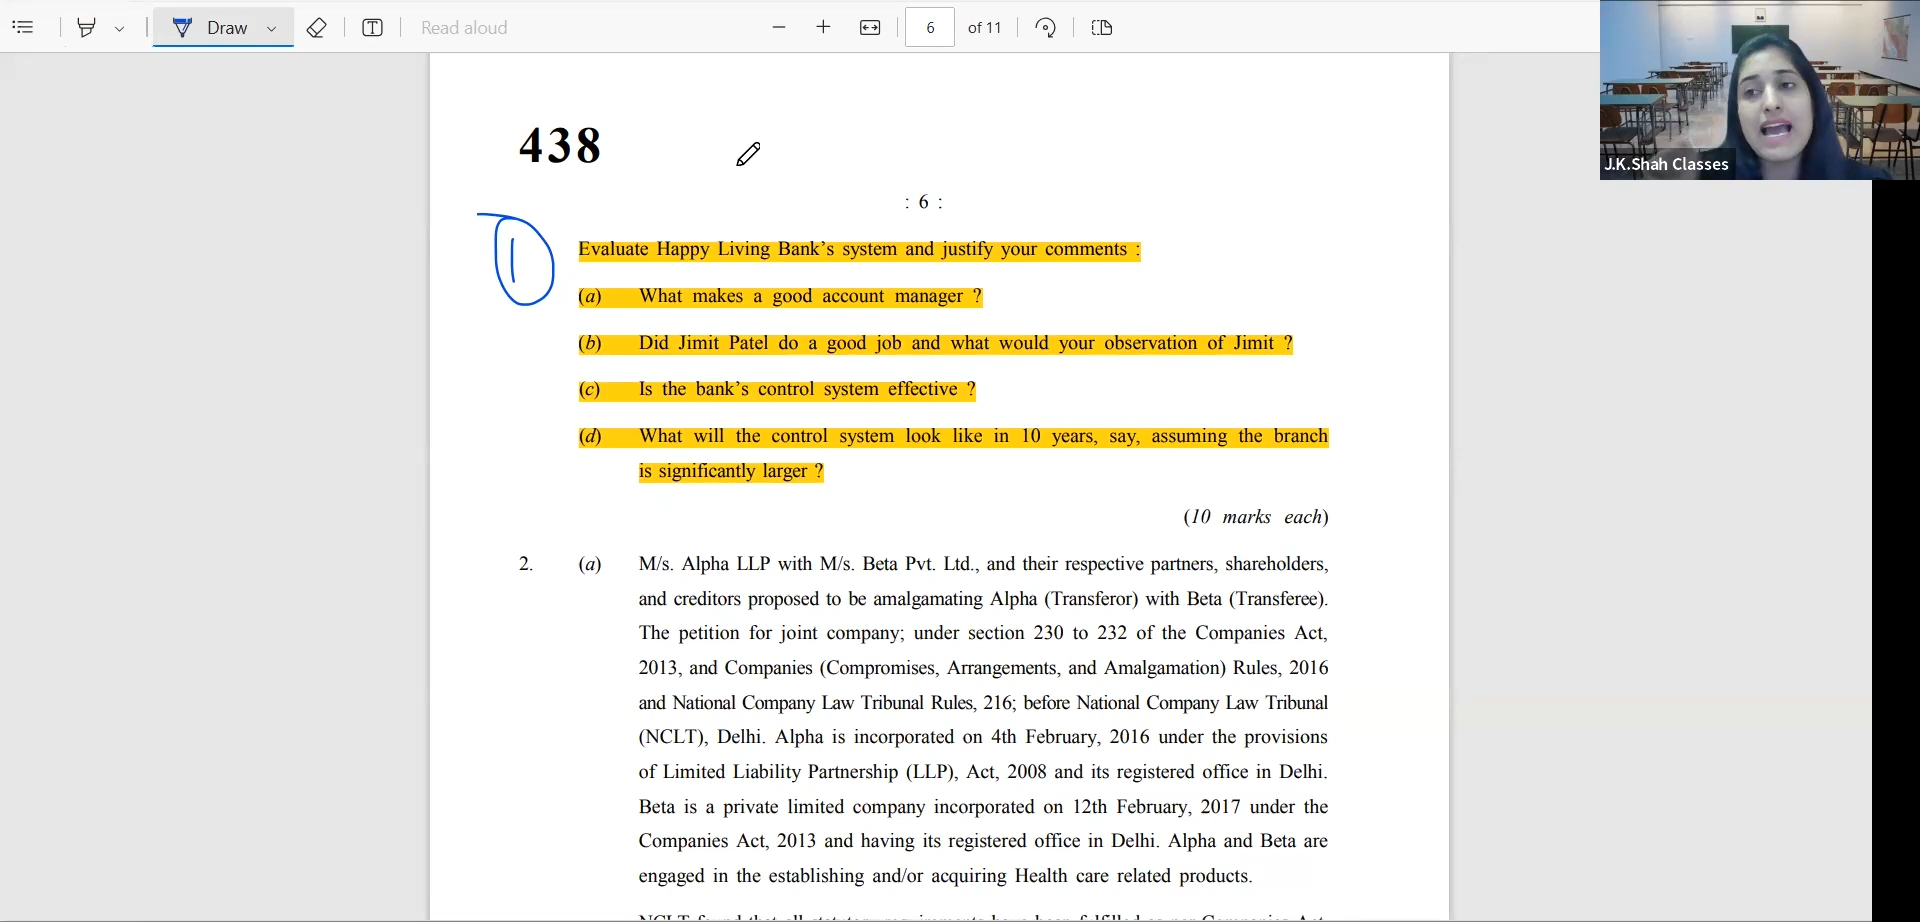 Draw
Read aloud
6
of 11
J.K.Shah Classes
438
: 6 :
1
Evaluate Happy Living Bank's system and justify your comments :
(a) What makes a good account manager ?
(b) Did Jimit Patel do a good job and what would your observation of Jimit ?
(c) Is the bank's control system effective ?
(d) What will the control system look like in 10 years, say, assuming the branch
is significantly larger ?
(10 marks each)
2. (a) M/s. Alpha LLP with M/s. Beta Pvt. Ltd., and their respective partners, shareholders,
and creditors proposed to be amalgamating Alpha (Transferor) with Beta (Transferee).
The petition for joint company; under section 230 to 232 of the Companies Act,
2013, and Companies (Compromises, Arrangements, and Amalgamation) Rules, 2016
and National Company Law Tribunal Rules, 216; before National Company Law Tribunal
(NCLT), Delhi. Alpha is incorporated on 4th February, 2016 under the provisions
of Limited Liability Partnership (LLP), Act, 2008 and its registered office in Delhi.
Beta is a private limited company incorporated on 12th February, 2017 under the
Companies Act, 2013 and having its registered office in Delhi. Alpha and Beta are
engaged in the establishing and/or acquiring Health care related products.